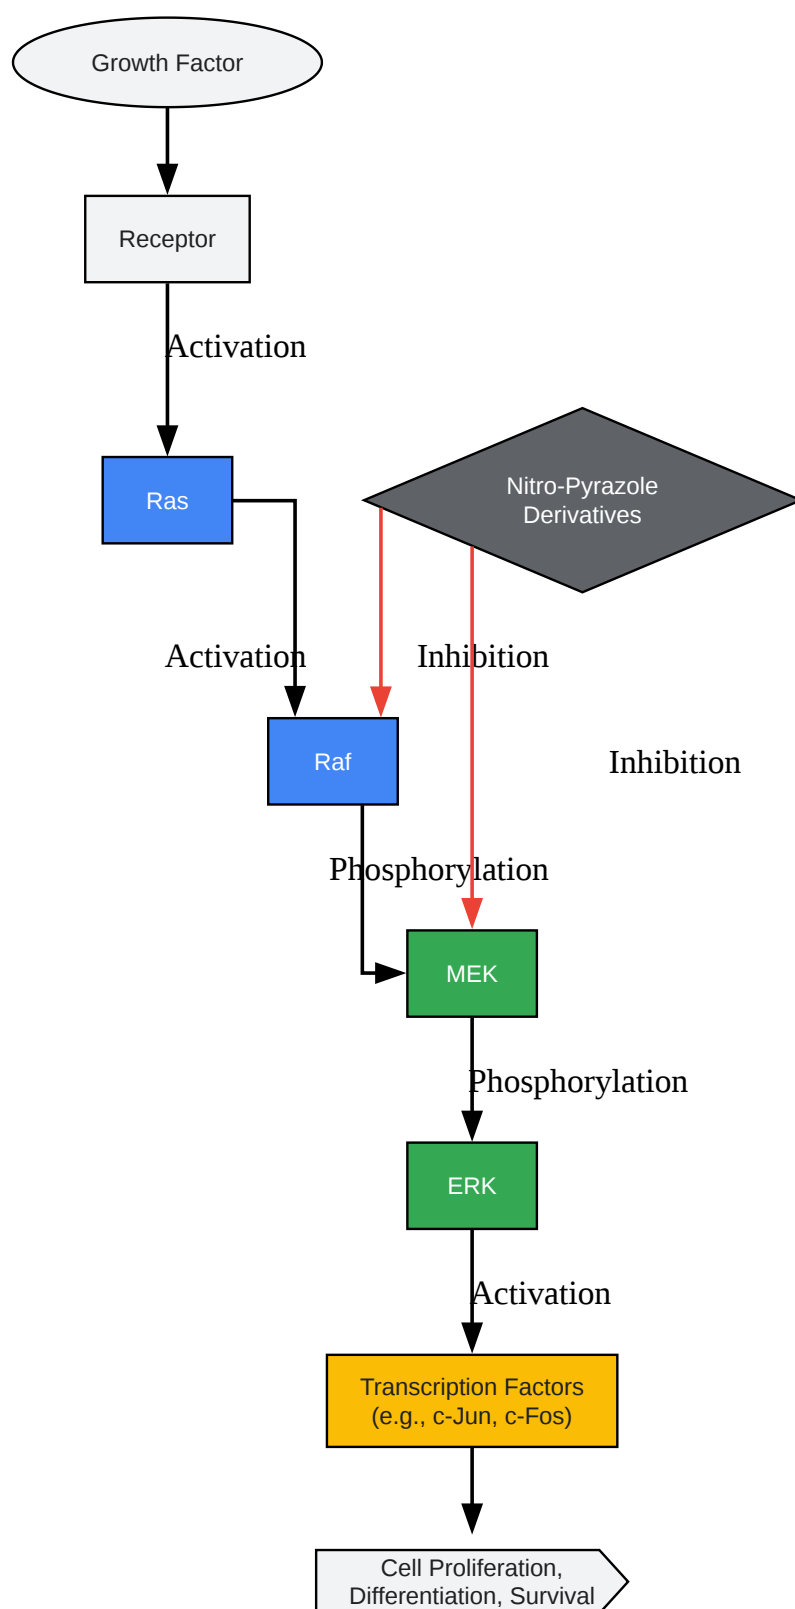 Growth Factor
Receptor
Activation
Ras
Nitro-Pyrazole
Derivatives
Activation
Inhibition
Raf
Inhibition
Phosphorylation
MEK
Phosphorylation
ERK
Activation
Transcription Factors
(e.g., c-Jun, c-Fos)
Cell Proliferation,
Differentiation, Survival